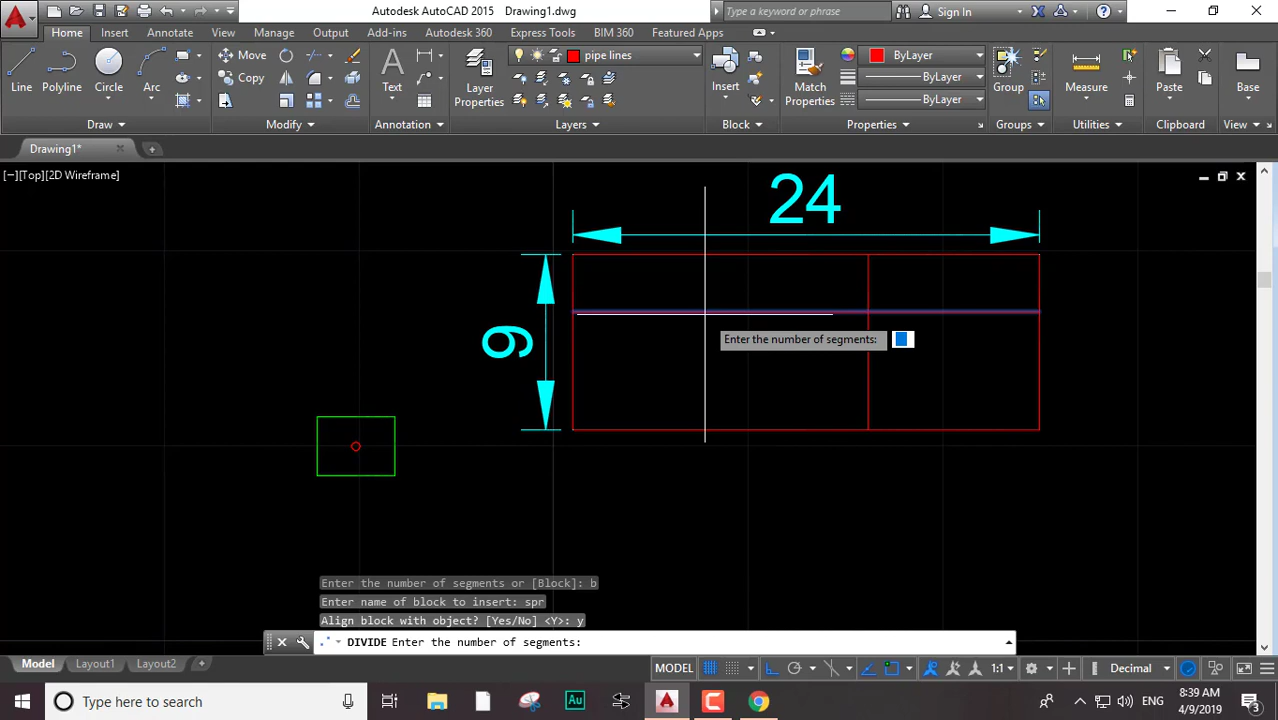 Autodesk AutoCAD 2015 Drawing1.dwg
Type a keyword or phrase
Sign In
Home Insert Annotate View Manage Output Add-ins Autodesk 360 Express Tools BIM 360 Featured Apps
Line
Polyline
Circle
Arc
Draw
Move
Copy
Modify
Text
Annotation
Layer
Properties
pipe lines
Layers
Insert
Block
Match
Properties
ByLayer
ByLayer
ByLayer
Properties
Group
Groups
Measure
Utilities
Paste
Clipboard
Base
View
Drawing1*
[−][Top][2D Wireframe]
24
9
Enter the number of segments:
Enter the number of segments or [Block]: b
Enter name of block to insert: spr
Align block with object? [Yes/No] <Y>: y
DIVIDE Enter the number of segments:
Model Layout1 Layout2
MODEL
1:1
Decimal
Type here to search
Au
ENG
8:39 AM
4/9/2019
3